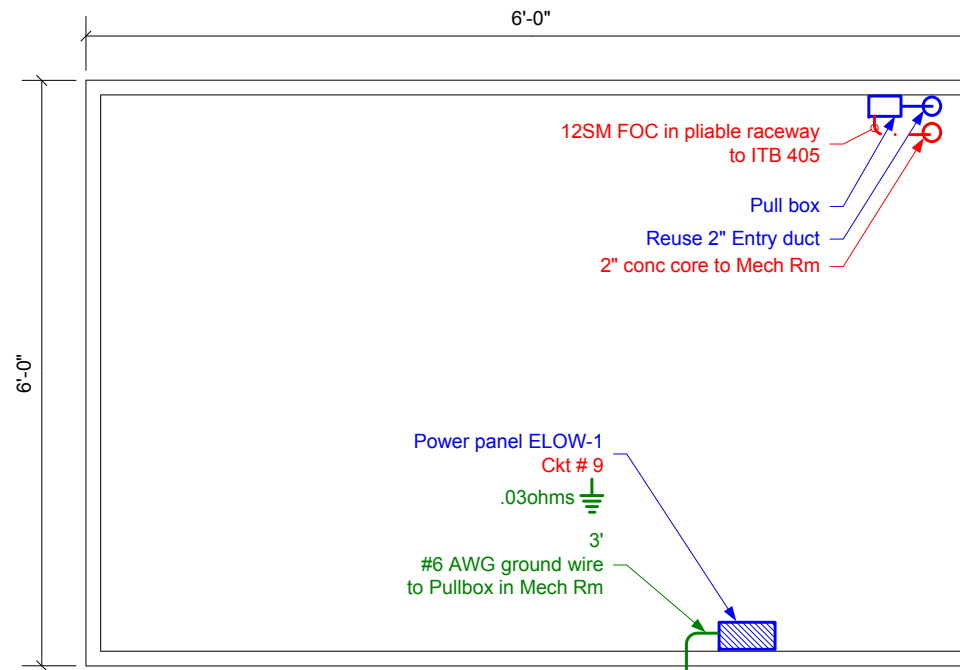 6'-0"
12SM FOC in pliable raceway
to ITB 405
Pull box
Reuse 2" Entry duct
2" conc core to Mech Rm
6'-0"
Power panel ELOW-1
Ckt # 9
.03ohms
3'
#6 AWG ground wire
to Pullbox in Mech Rm